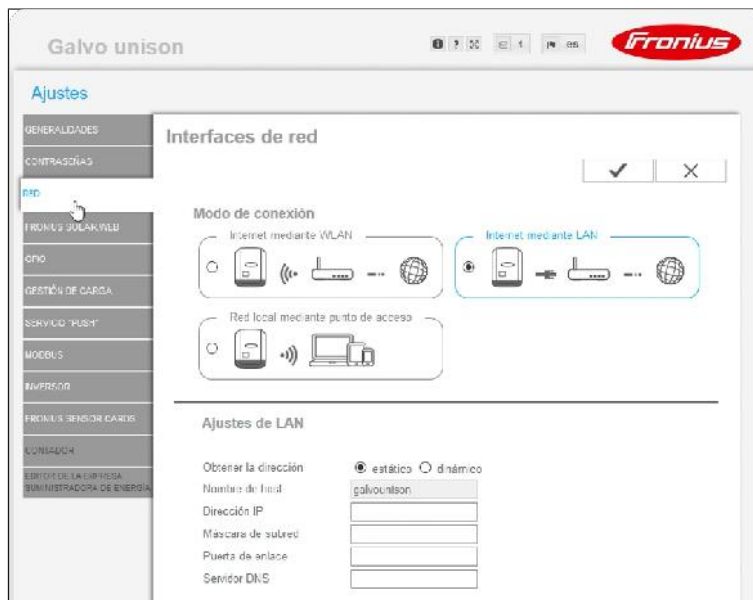 Galvo unison
es
Fronius
Ajustes
GENERALIDADES
CONTRASEÑAS
RED
FRONIUS SOLAR.WEB
GPIO
GESTIÓN DE CARGA
SERVICIO "PUSH"
MODBUS
INVERSOR
FRONIUS SENSOR CARDS
CONTADOR
EDITOR DE LA EMPRESA
SUMINISTRADORA DE ENERGÍA
Interfaces de red
Modo de conexión
Internet mediante WLAN
Internet mediante LAN
Red local mediante punto de acceso
Ajustes de LAN
Obtener la dirección
estático
dinámico
Nombre de host
galvounison
Dirección IP
Máscara de subred
Puerta de enlace
Servidor DNS